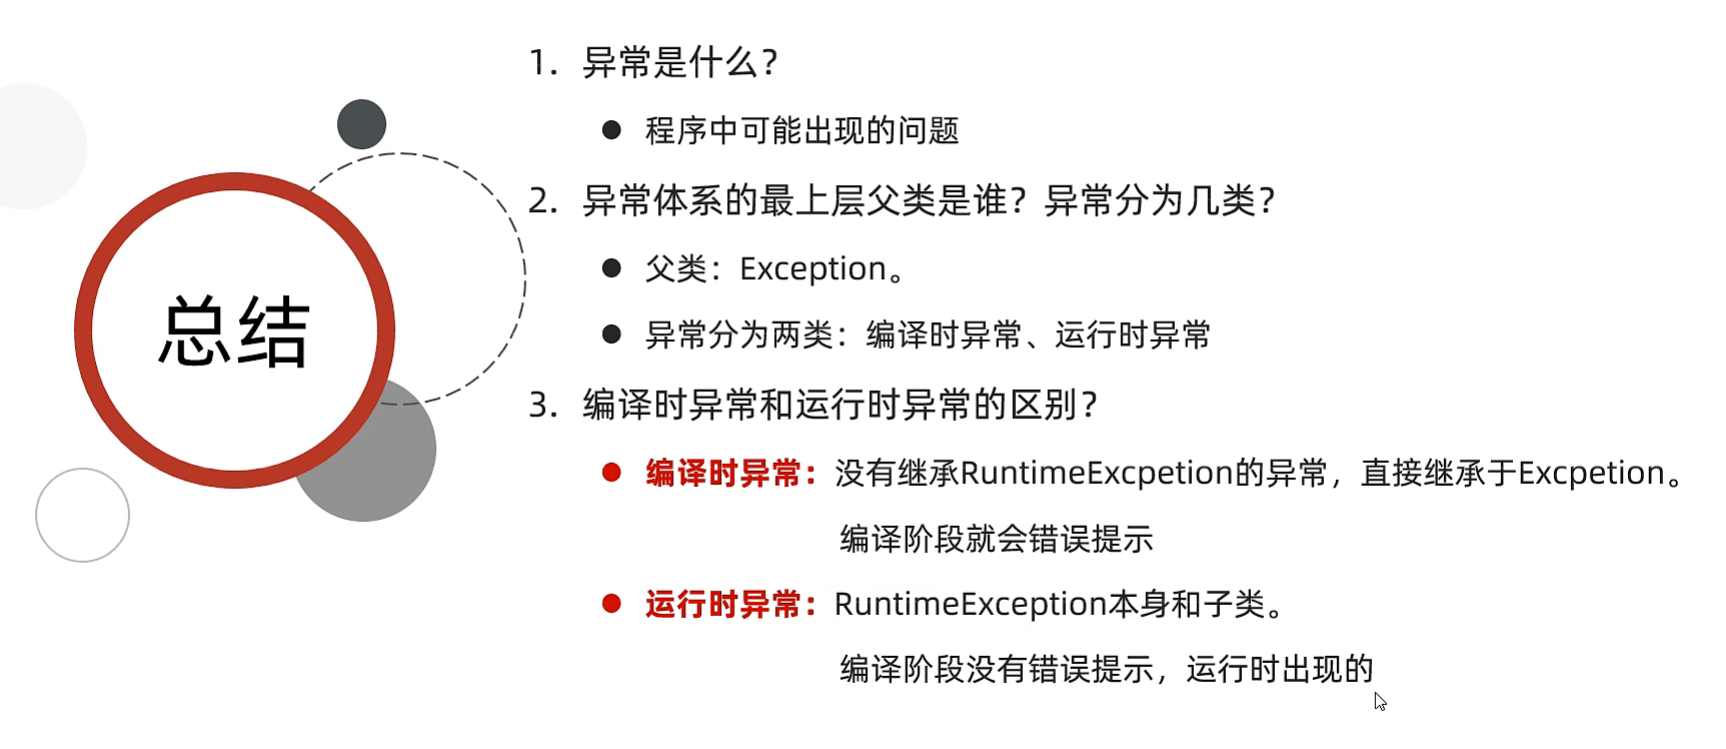 总结
1. 异常是什么？
● 程序中可能出现的问题
2. 异常体系的最上层父类是谁？异常分为几类？
● 父类：Exception。
● 异常分为两类：编译时异常、运行时异常
3. 编译时异常和运行时异常的区别？
● 编译时异常：没有继承RuntimeExcpetion的异常，直接继承于Excpetion。
编译阶段就会错误提示
● 运行时异常：RuntimeException本身和子类。
编译阶段没有错误提示，运行时出现的